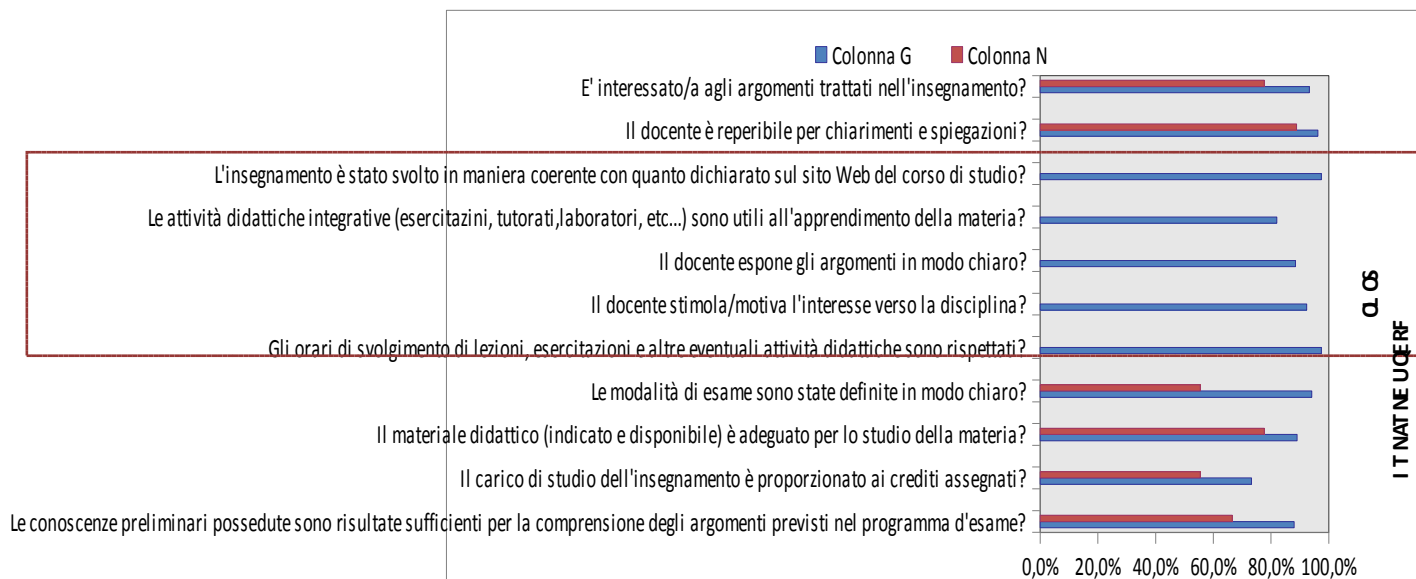 Colonna G Colonna N
E' interessato/a agli argomenti trattati nell'insegnamento?
Il docente è reperibile per chiarimenti e spiegazioni?
L'insegnamento è stato svolto in maniera coerente con quanto dichiarato sul sito Web del corso di studio?
Le attività didattiche integrative (esercitazini, tutorati,laboratori, etc...) sono utili all'apprendimento della materia?
Il docente espone gli argomenti in modo chiaro?
Il docente stimola/motiva l'interesse verso la disciplina?
Gli orari di svolgimento di lezioni, esercitazioni e altre eventuali attività didattiche sono rispettati?
Le modalità di esame sono state definite in modo chiaro?
Il materiale didattico (indicato e disponibile) è adeguato per lo studio della materia?
Il carico di studio dell'insegnamento è proporzionato ai crediti assegnati?
Le conoscenze preliminari possedute sono risultate sufficienti per la comprensione degli argomenti previsti nel programma d'esame?
0,0% 20,0% 40,0% 60,0% 80,0% 100,0%